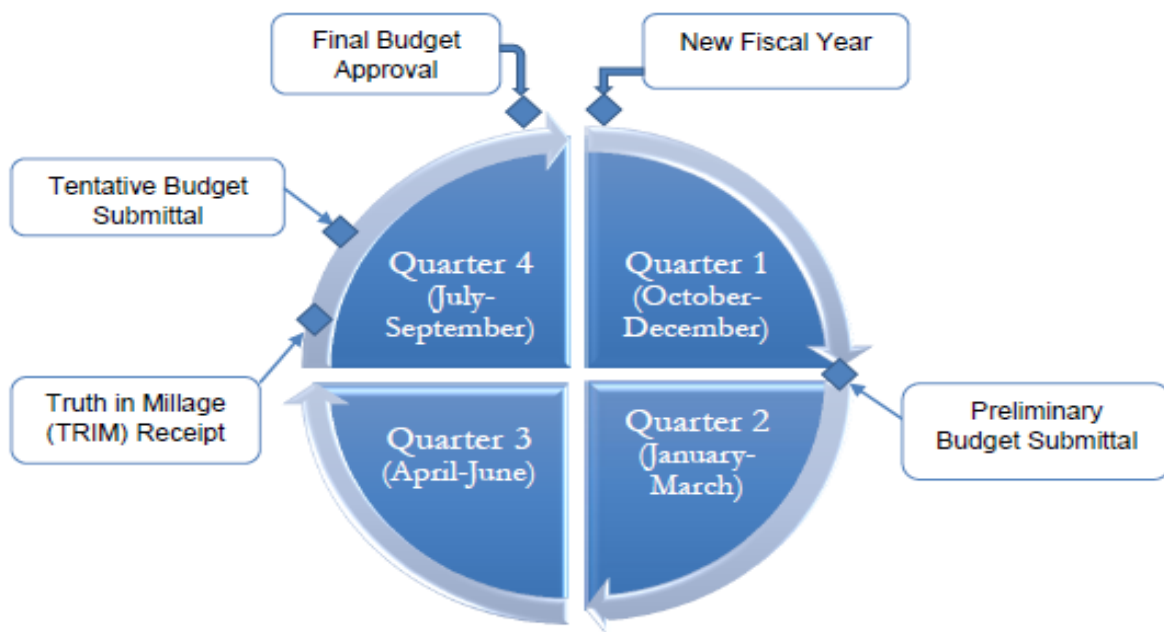 Final Budget
Approval
New Fiscal Year
Tentative Budget
Submittal
Quarter 4
(July-
September)
Quarter 1
(October-
December)
Truth in Millage
(TRIM) Receipt
Quarter 3
(April-June)
Quarter 2
(January-
March)
Preliminary
Budget Submittal